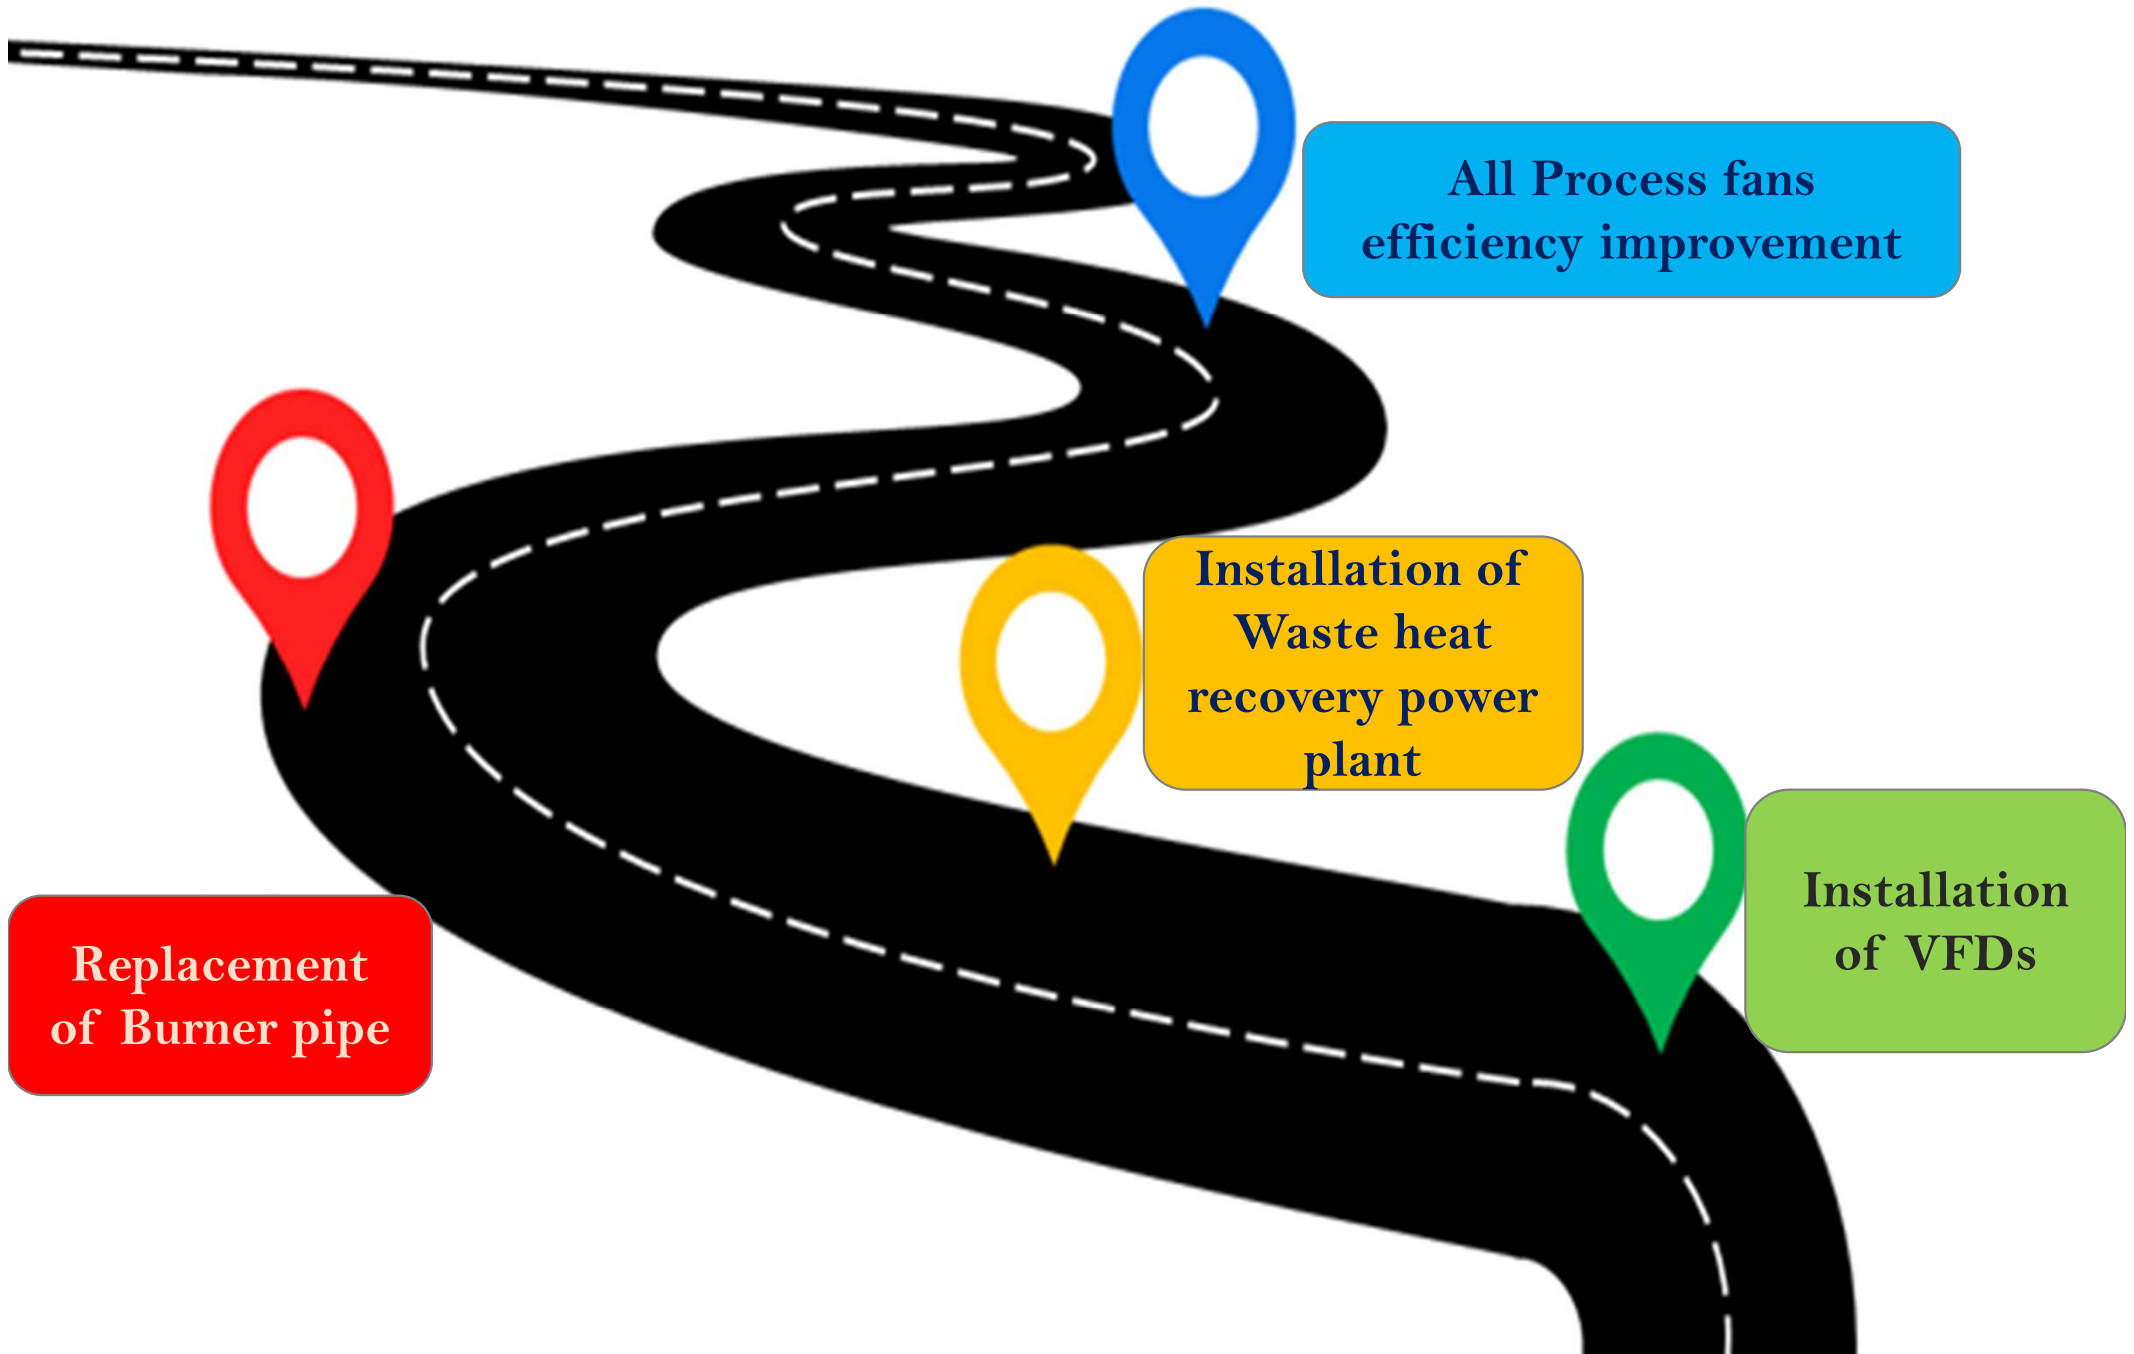 All Process fans
efficiency improvement
Installation of
Waste heat
recovery power
plant
Installation
of VFDs
Replacement
of Burner pipe